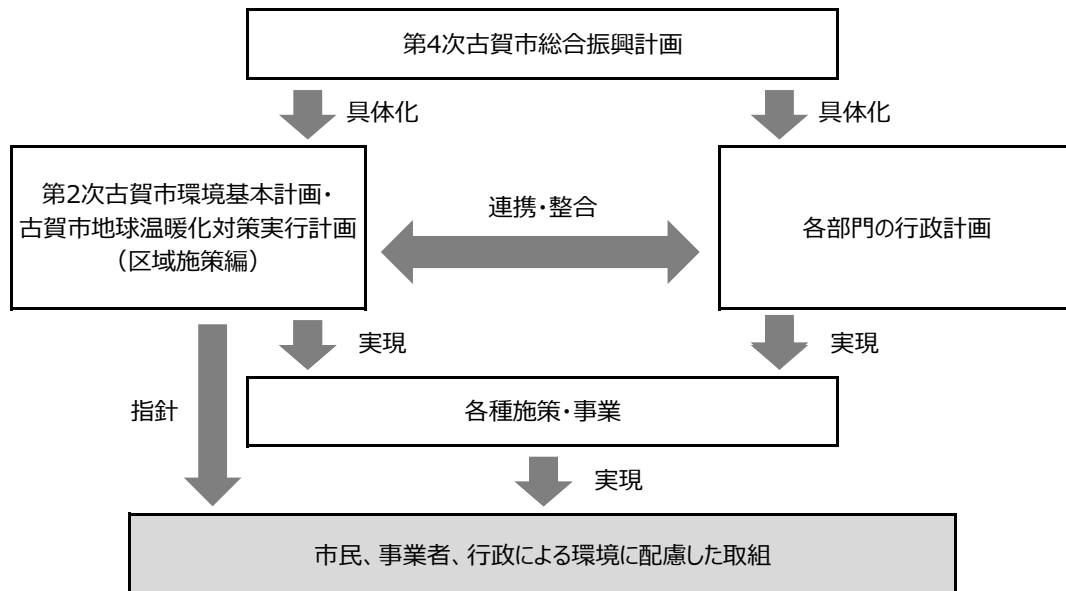 第4次古賀市総合振興計画
具体化
具体化
第2次古賀市環境基本計画・
古賀市地球温暖化対策実行計画
（区域施策編）
連携・整合
各部門の行政計画
実現
実現
指針
各種施策・事業
実現
市民、事業者、行政による環境に配慮した取組